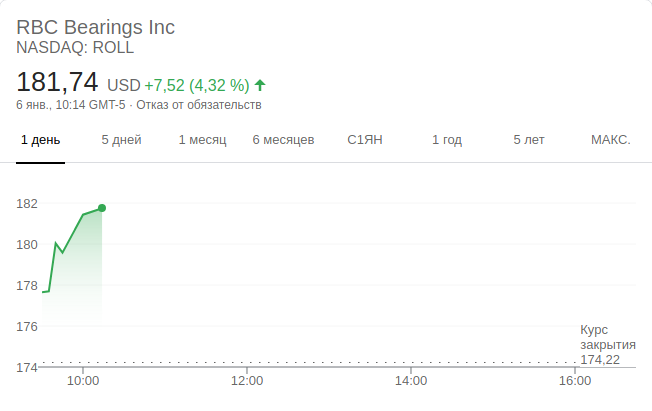 RBC Bearings Inc
NASDAQ: ROLL
181,74 USD +7,52 (4,32 %)
6 янв., 10:14 GMT-5 · Отказ от обязательств
1 день 5 дней 1 месяц 6 месяцев С1ЯН 1 год 5 лет МАКС.
182
180
178
176
Курс
закрытия
174,22
174
10:00 12:00 14:00 16:00